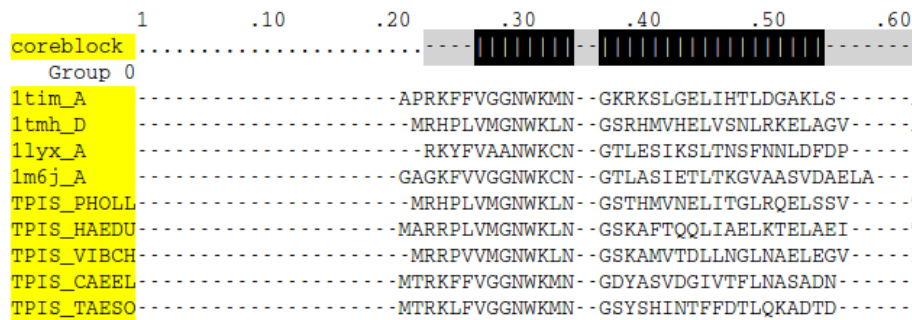 1 .10 .20 .30 .40 .50 .60
coreblock .......................----||||||||--||||||||||||||||||-------
Group 0
1tim_A---------------------APRKFFVGGNWKMN--GKRKSLGELIHTLDGAKLS-----
1tmh_D----------------------MRHPLVMGNWKLN--GSRHMVHELVSNLRKELAGV----
1lyx_A-----------------------RKYFVAANWKCN--GTLESIKSLTNSFNNLDFDP-----
1m6j_A---------------------GAGKFVVGGNWKCN--GTLASIETLTKGVAASVDAELA---
TPIS_PHOLL----------------------MRHPLVMGNWKLN--GSTHMVNELITGLRQELSSV----
TPIS_HAEDU---------------------MARRPLVMGNWKLN--GSKAFTQQLIAELKTELAEI----
TPIS_VIBCH----------------------MRRPVVMGNWKLN--GSKAMVTDLLNGLNAELEGV-----
TPIS_CAEEL---------------------MTRKFFVGGNWKMN--GDYASVDGIVTFLNASADN------
TPIS_TAESO---------------------MTRKLFVGGNWKMN--GSYSHINTFFDTLQKADTD------